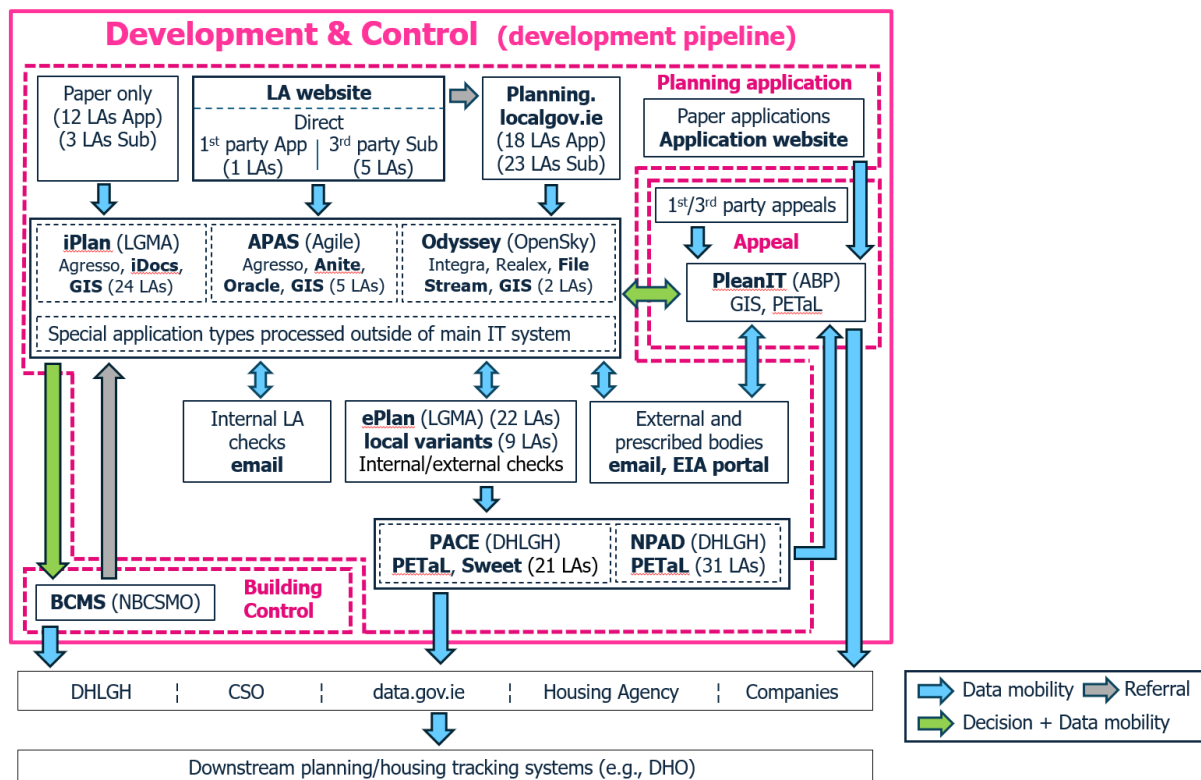 Development & Control (development pipeline)
Planning application
Paper only
(12 LAs App)
(3 LAs Sub)
LA website
Direct
1st party App
(1 LAs)
3rd party Sub
(5 LAs)
Planning.
localgov.ie
(18 LAs App)
(23 LAs Sub)
Paper applications
Application website
1st/3rd party appeals
Appeal
iPlan (LGMA)
Agresso, iDocs,
GIS (24 LAs)
APAS (Agile)
Agresso, Anite,
Oracle, GIS (5 LAs)
Odyssey (OpenSky)
Integra, Realex, File
Stream, GIS (2 LAs)
PleanIT (ABP)
GIS, PETaL
Special application types processed outside of main IT system
Internal LA
checks
email
ePlan (LGMA) (22 LAs)
local variants (9 LAs)
Internal/external checks
External and
prescribed bodies
email, EIA portal
PACE (DHLGH)
PETaL, Sweet (21 LAs)
NPAD (DHLGH)
PETaL (31 LAs)
Building
Control
BCMS (NBCSMO)
DHLGH
CSO
data.gov.ie
Housing Agency
Companies
Data mobility
Referral
Decision + Data mobility
Downstream planning/housing tracking systems (e.g., DHO)